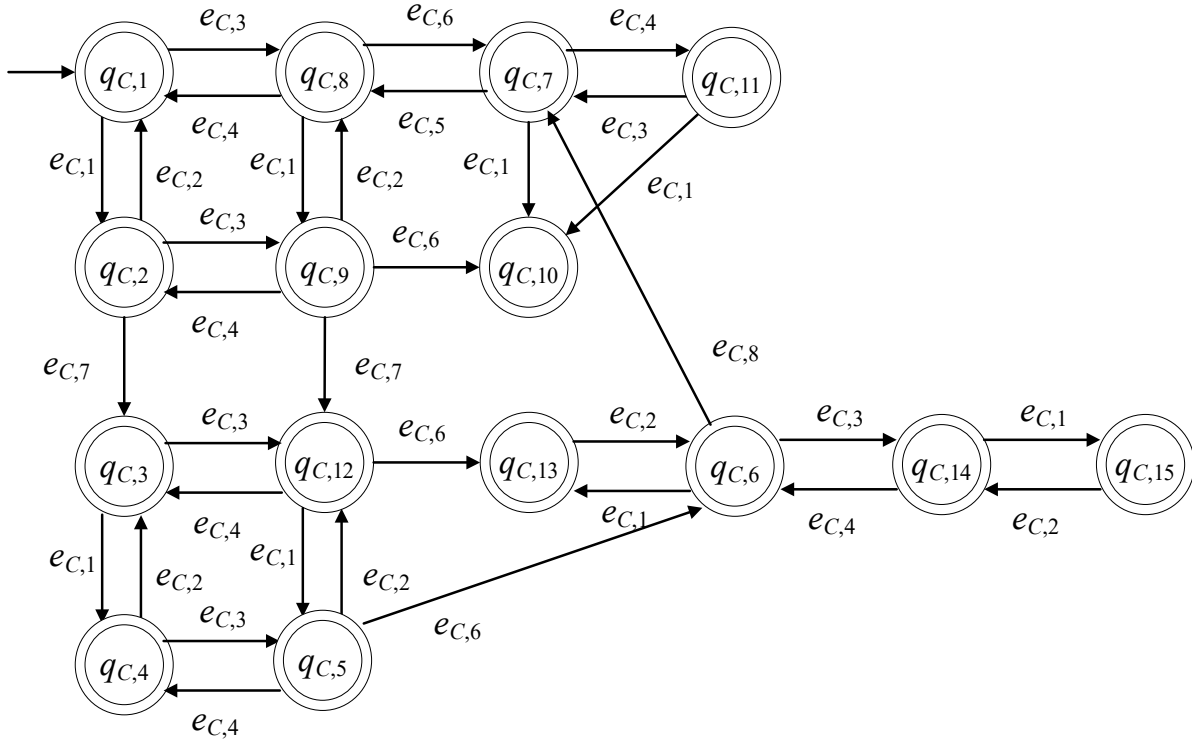 e_{C,3}
e_{C,6}
e_{C,4}
q_{C,1}
q_{C,8}
q_{C,7}
q_{C,11}
e_{C,4}
e_{C,5}
e_{C,3}
e_{C,1}
e_{C,2}
e_{C,1}
e_{C,2}
e_{C,1}
e_{C,1}
e_{C,3}
e_{C,6}
q_{C,2}
q_{C,9}
q_{C,10}
e_{C,4}
e_{C,8}
e_{C,7}
e_{C,7}
e_{C,3}
e_{C,6}
e_{C,2}
e_{C,3}
e_{C,1}
q_{C,3}
q_{C,12}
q_{C,13}
q_{C,6}
q_{C,14}
q_{C,15}
e_{C,4}
e_{C,1}
e_{C,4}
e_{C,2}
e_{C,1}
e_{C,2}
e_{C,1}
e_{C,2}
e_{C,3}
e_{C,6}
q_{C,4}
q_{C,5}
e_{C,4}